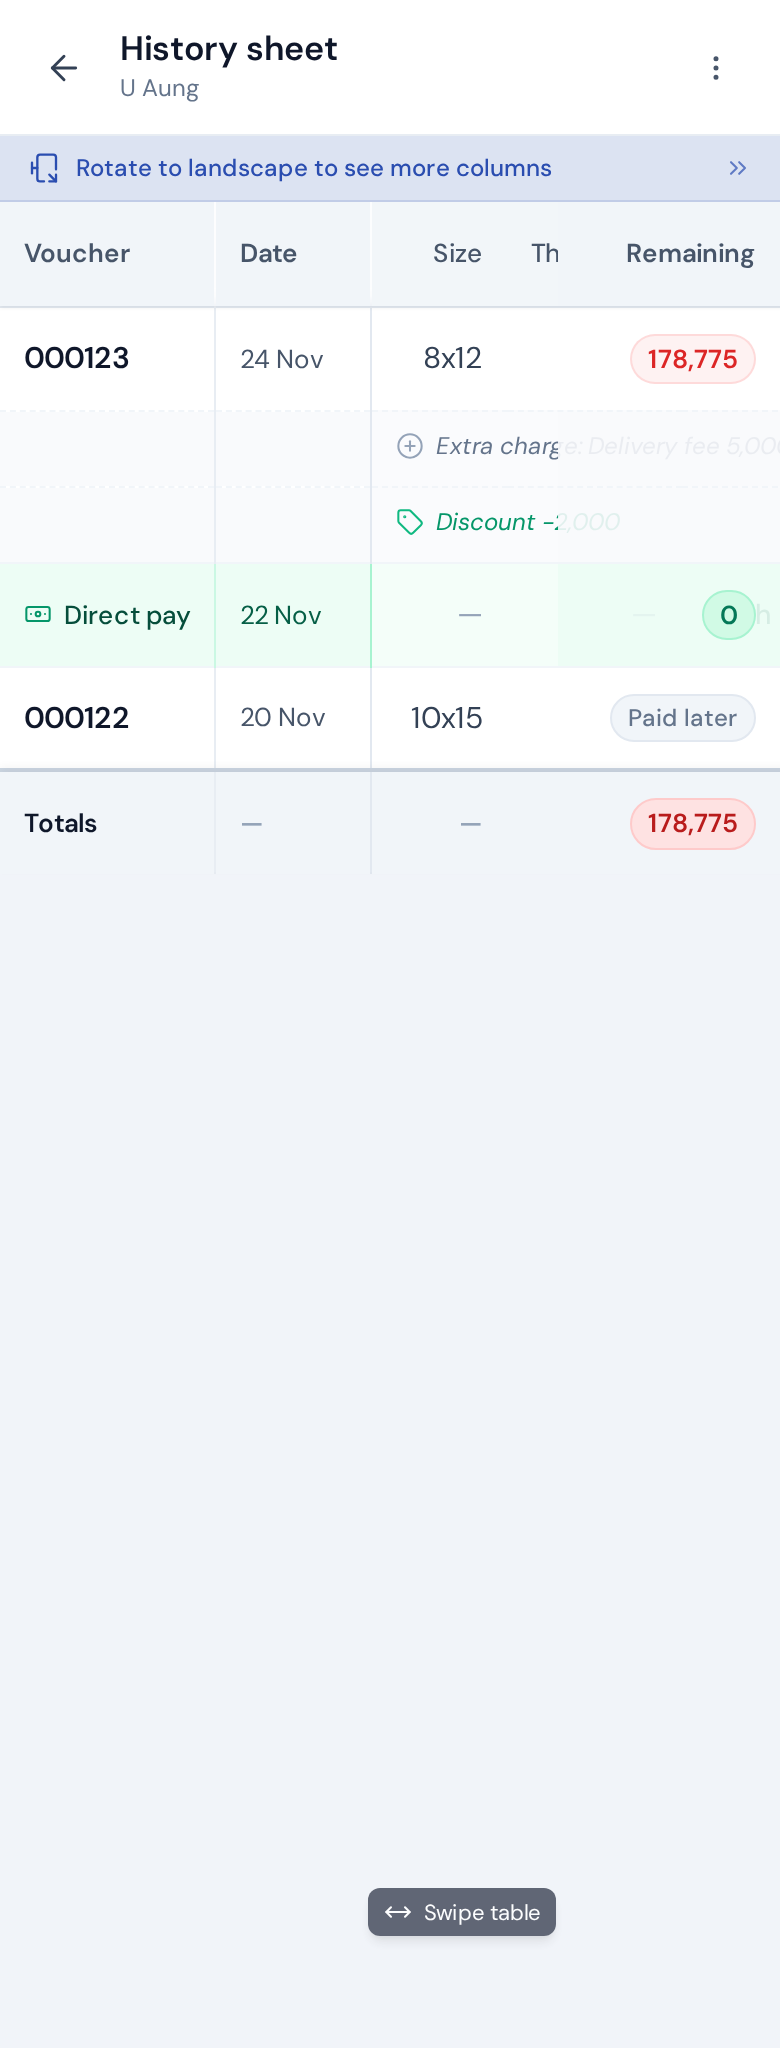 History sheet
U Aung
Rotate to landscape to see more columns
Voucher Date Size Th Remaining
000123 24 Nov 8x12 178,775
Extra charge: Delivery fee 5,000
Discount -2,000
Direct pay 22 Nov — — 0 h
000122 20 Nov 10x15 Paid later
Totals — — 178,775
Swipe table